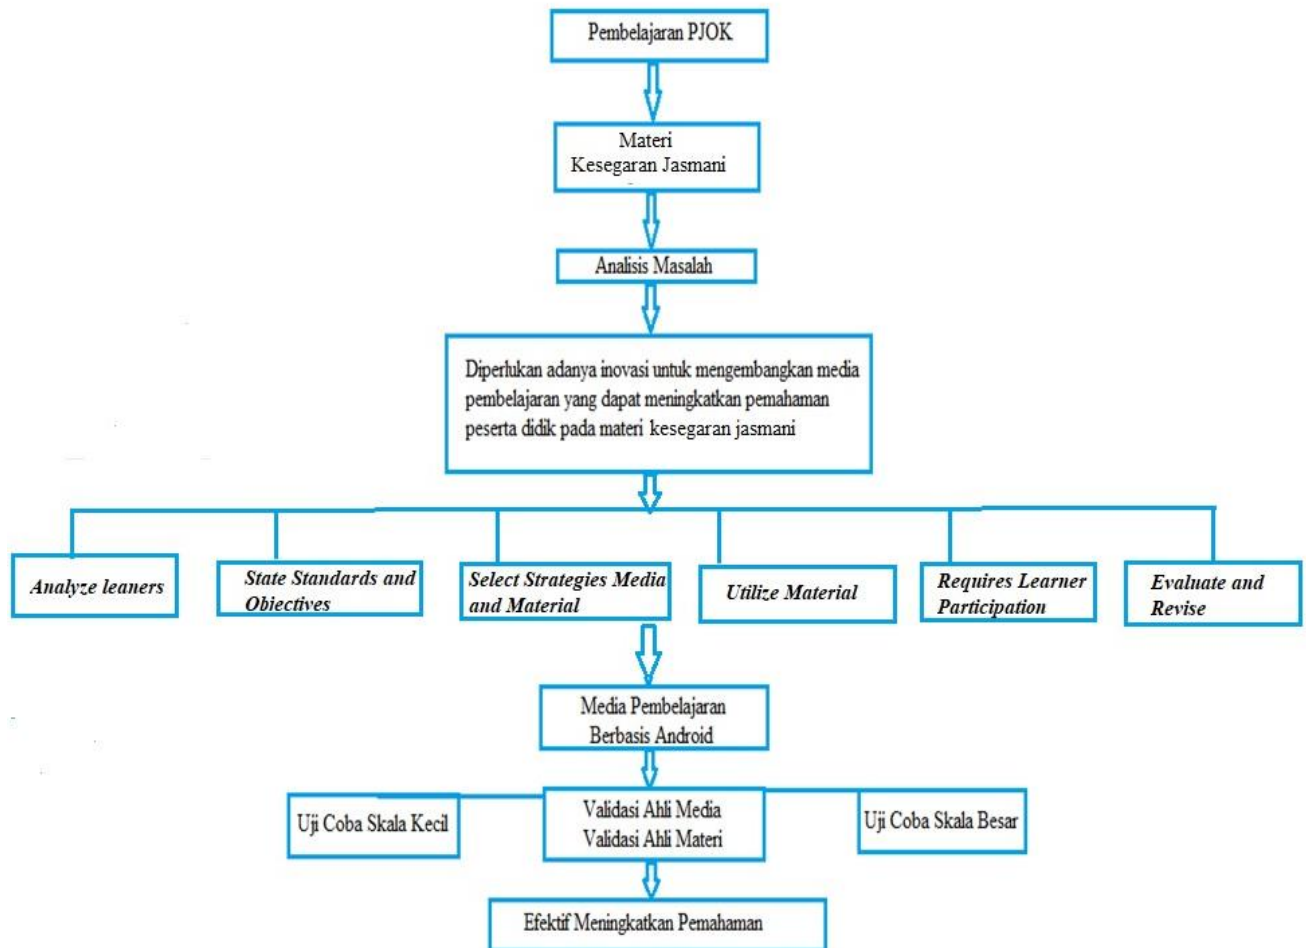 Pembelajaran PJOK
Materi
Kesegaran Jasmani
Analisis Masalah
Diperlukan adanya inovasi untuk mengembangkan media
pembelajaran yang dapat meningkatkan pemahaman
peserta didik pada materi kesegaran jasmani
Analyze leaners
State Standards and
Objectives
Select Strategies Media
and Material
Utilize Material
Requires Learner
Participation
Evaluate and
Revise
Media Pembelajaran
Berbasis Android
Uji Coba Skala Kecil
Validasi Ahli Media
Validasi Ahli Materi
Uji Coba Skala Besar
Efektif Meningkatkan Pemahaman